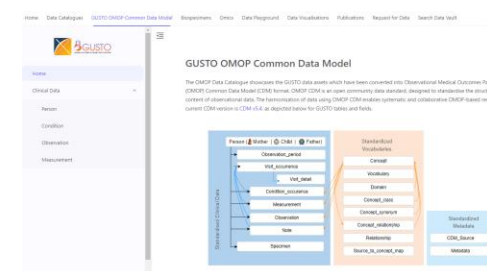 Home Data Catalogues GUSTO OMOP Common Data Model Biospecimens Omics Data Playground Data Visualisations Publications Request for Data Search Data Vault
GUSTO
Home
Clinical Data
Person
Condition
Observation
Measurement
GUSTO OMOP Common Data Model
The OMOP Data Catalogue showcases the GUSTO data assets which have been converted into Observational Medical Outcomes Pa
(OMOP) Common Data Model (CDM) format. OMOP CDM is an open community data standard, designed to standardise the struct
content of observational data. The harmonisation of data using OMOP CDM enables systematic and collaborative OMOP-based re
current CDM version is CDM v5.4 as depicted below for GUSTO tables and fields.
Standardized Clinical Data
Person ( Mother | Child | Father)
Observation_period
Visit_occurrence
Visit_detail
Condition_occurrence
Measurement
Observation
Note
Specimen
Standardized
Vocabularies
Concept
Vocabulary
Domain
Concept_class
Concept_synonym
Concept_relationship
Relationship
Source_to_concept_map
Standardized
Metadata
CDM_Source
Metadata